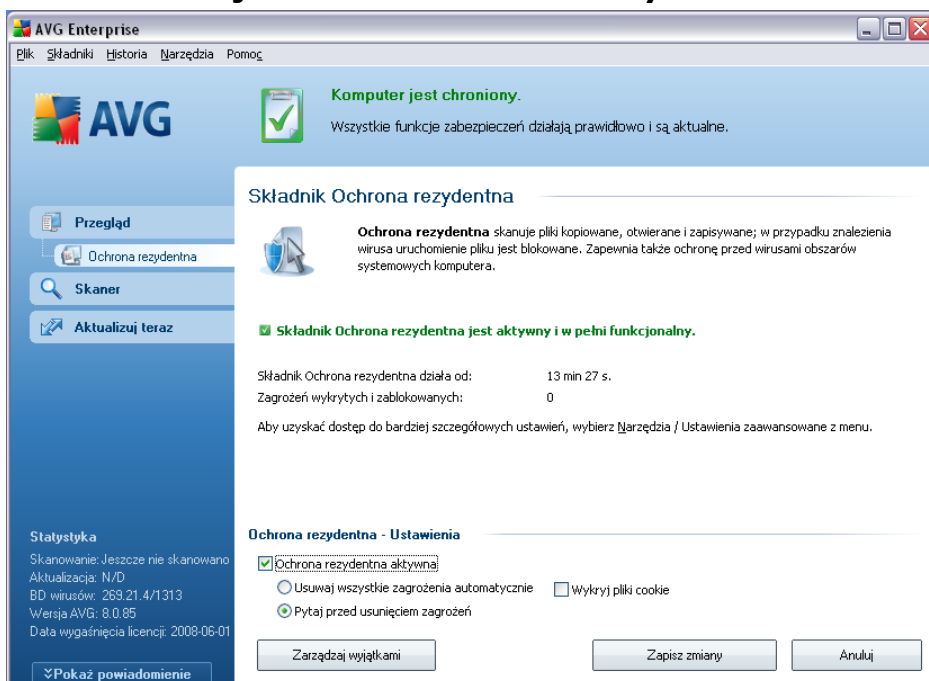 AVG Enterprise
Plik Składniki Historia Narzędzia Pomoc
AVG
Komputer jest chroniony.
Wszystkie funkcje zabezpieczeń działają prawidłowo i są aktualne.
Przegląd
Ochrona rezydentna
Skaner
Aktualizuj teraz
Składnik Ochrona rezydentna
Ochrona rezydentna skanuje pliki kopiowane, otwierane i zapisywane; w przypadku znalezienia
wirusa uruchomienie pliku jest blokowane. Zapewnia także ochronę przed wirusami obszarów
systemowych komputera.
Składnik Ochrona rezydentna jest aktywny i w pełni funkcjonalny.
Składnik Ochrona rezydentna działa od: 13 min 27 s.
Zagrożeń wykrytych i zablokowanych: 0
Aby uzyskać dostęp do bardziej szczegółowych ustawień, wybierz Narzędzia / Ustawienia zaawansowane z menu.
Ochrona rezydentna - Ustawienia
Ochrona rezydentna aktywna
Usuwaj wszystkie zagrożenia automatycznie Wykryj pliki cookie
Pytaj przed usunięciem zagrożeń
Zarządzaj wyjątkami Zapisz zmiany Anuluj
Statystyka
Skanowanie: Jeszcze nie skanowano
Aktualizacja: N/D
BD wirusów: 269.21.4/1313
Wersja AVG: 8.0.85
Data wygaśnięcia licencji: 2008-06-01
Pokaż powiadomienie